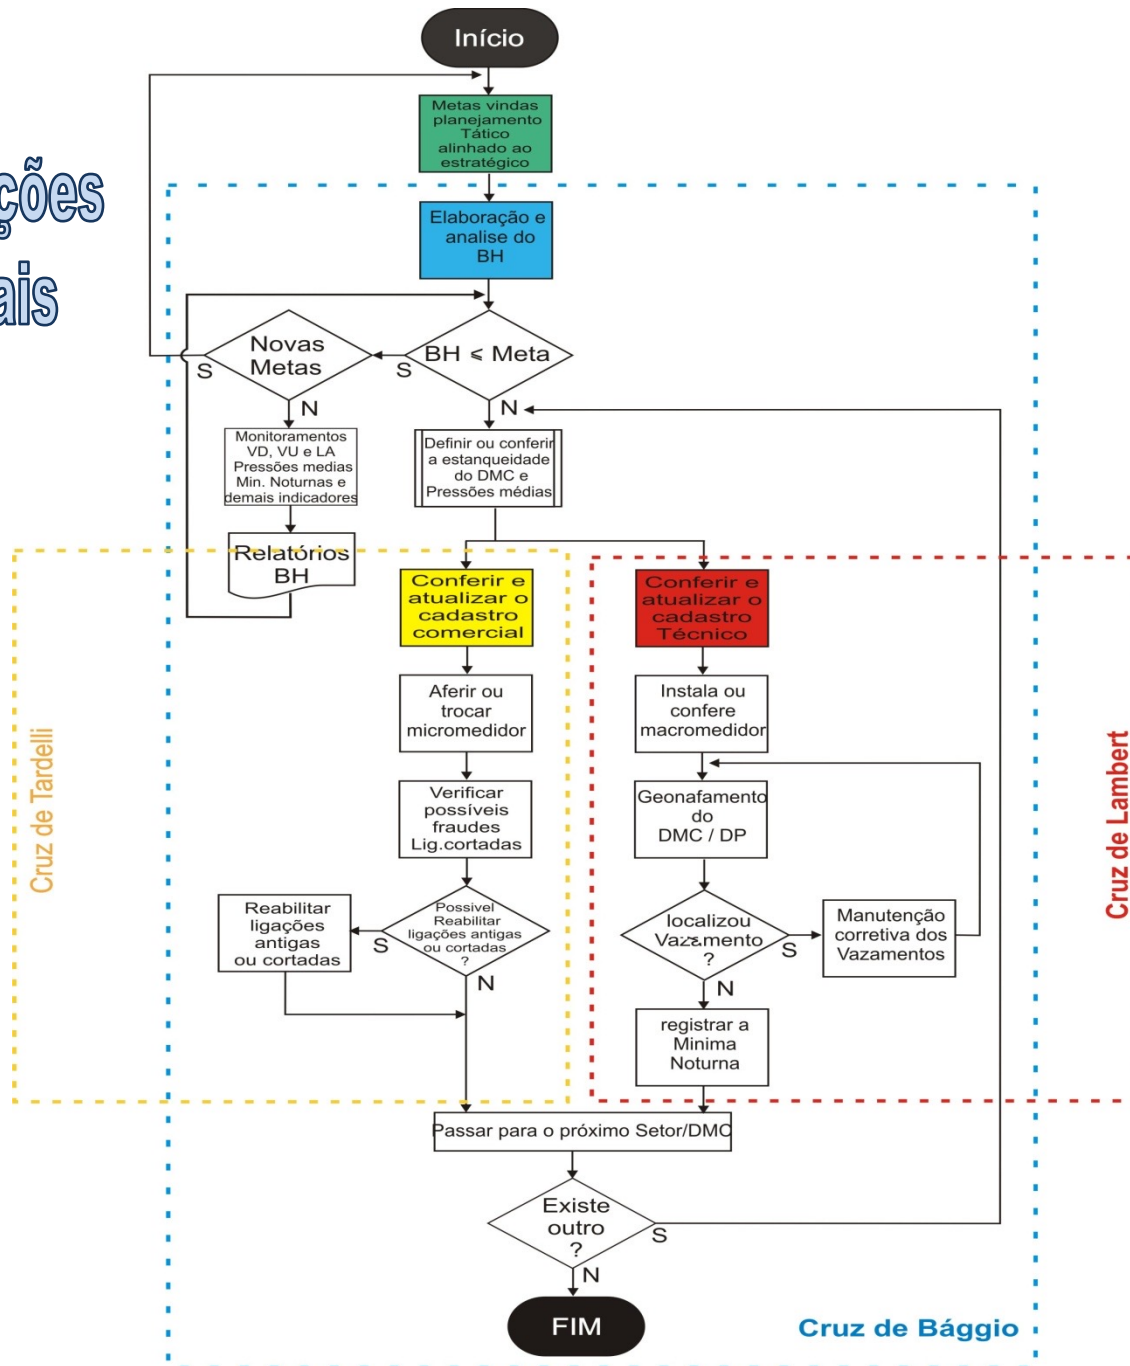 Início
Metas vindas
planejamento
Tático
alinhado ao
estratégico
ções
ais
Elaboração e
analise do
BH
Novas
Metas
S
N
BH ⩽ Meta
S
N
Monitoramentos
VD, VU e LA
Pressões medias
Min. Noturnas e
demais indicadores
Definir ou conferir
a estanqueidade
do DMC e
Pressões médias
Relatórios
BH
Conferir e
atualizar o
cadastro
comercial
Conferir e
atualizar o
cadastro
Técnico
Aferir ou
trocar
micromedidor
Instala ou
confere
macromedidor
Cruz de Tardelli
Cruz de Lambert
Verificar
possíveis
fraudes
Lig.cortadas
Geonafamento
do
DMC / DP
Reabilitar
ligações
antigas
ou cortadas
Possivel
Reabilitar
ligações antigas
ou cortadas
?
S
N
localizou
Vazamento
?
S
N
Manutenção
corretiva dos
Vazamentos
registrar a
Minima
Noturna
Passar para o próximo Setor/DMC
Existe
outro
?
S
N
FIM
Cruz de Bággio